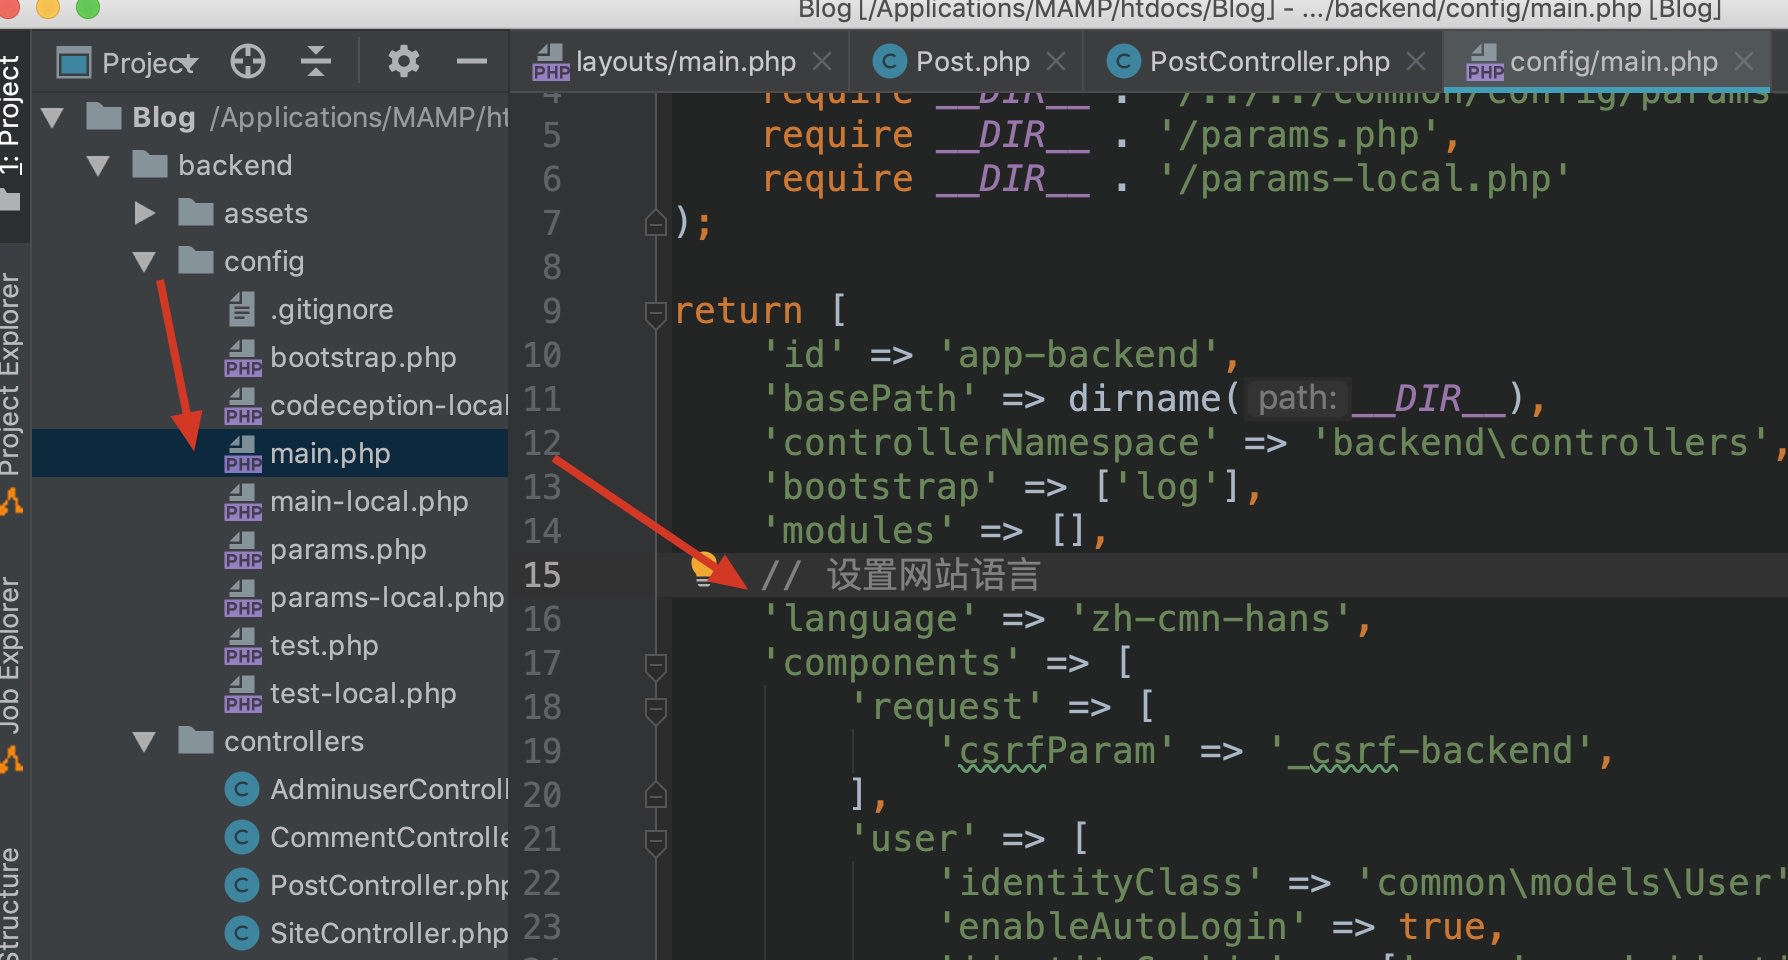 Blog [/Applications/MAMP/htdocs/Blog] - .../backend/config/main.php [Blog]
1: Project
Project Explorer
Job Explorer
Structure
Project
Blog /Applications/MAMP/ht
backend
assets
config
.gitignore
bootstrap.php
codeception-local
main.php
main-local.php
params.php
params-local.php
test.php
test-local.php
controllers
AdminuserControll
CommentControlle
PostController.php
SiteController.php
layouts/main.php
Post.php
PostController.php
config/main.php
4 require __DIR__ . '/../../common/config/params
5 require __DIR__ . '/params.php',
6 require __DIR__ . '/params-local.php'
7 );
8
9 return [
10 'id' => 'app-backend',
11 'basePath' => dirname( path: __DIR__),
12 'controllerNamespace' => 'backend\controllers',
13 'bootstrap' => ['log'],
14 'modules' => [],
15 // 设置网站语言
16 'language' => 'zh-cmn-hans',
17 'components' => [
18 'request' => [
19 'csrfParam' => '_csrf-backend',
20 ],
21 'user' => [
22 'identityClass' => 'common\models\User'
23 'enableAutoLogin' => true,